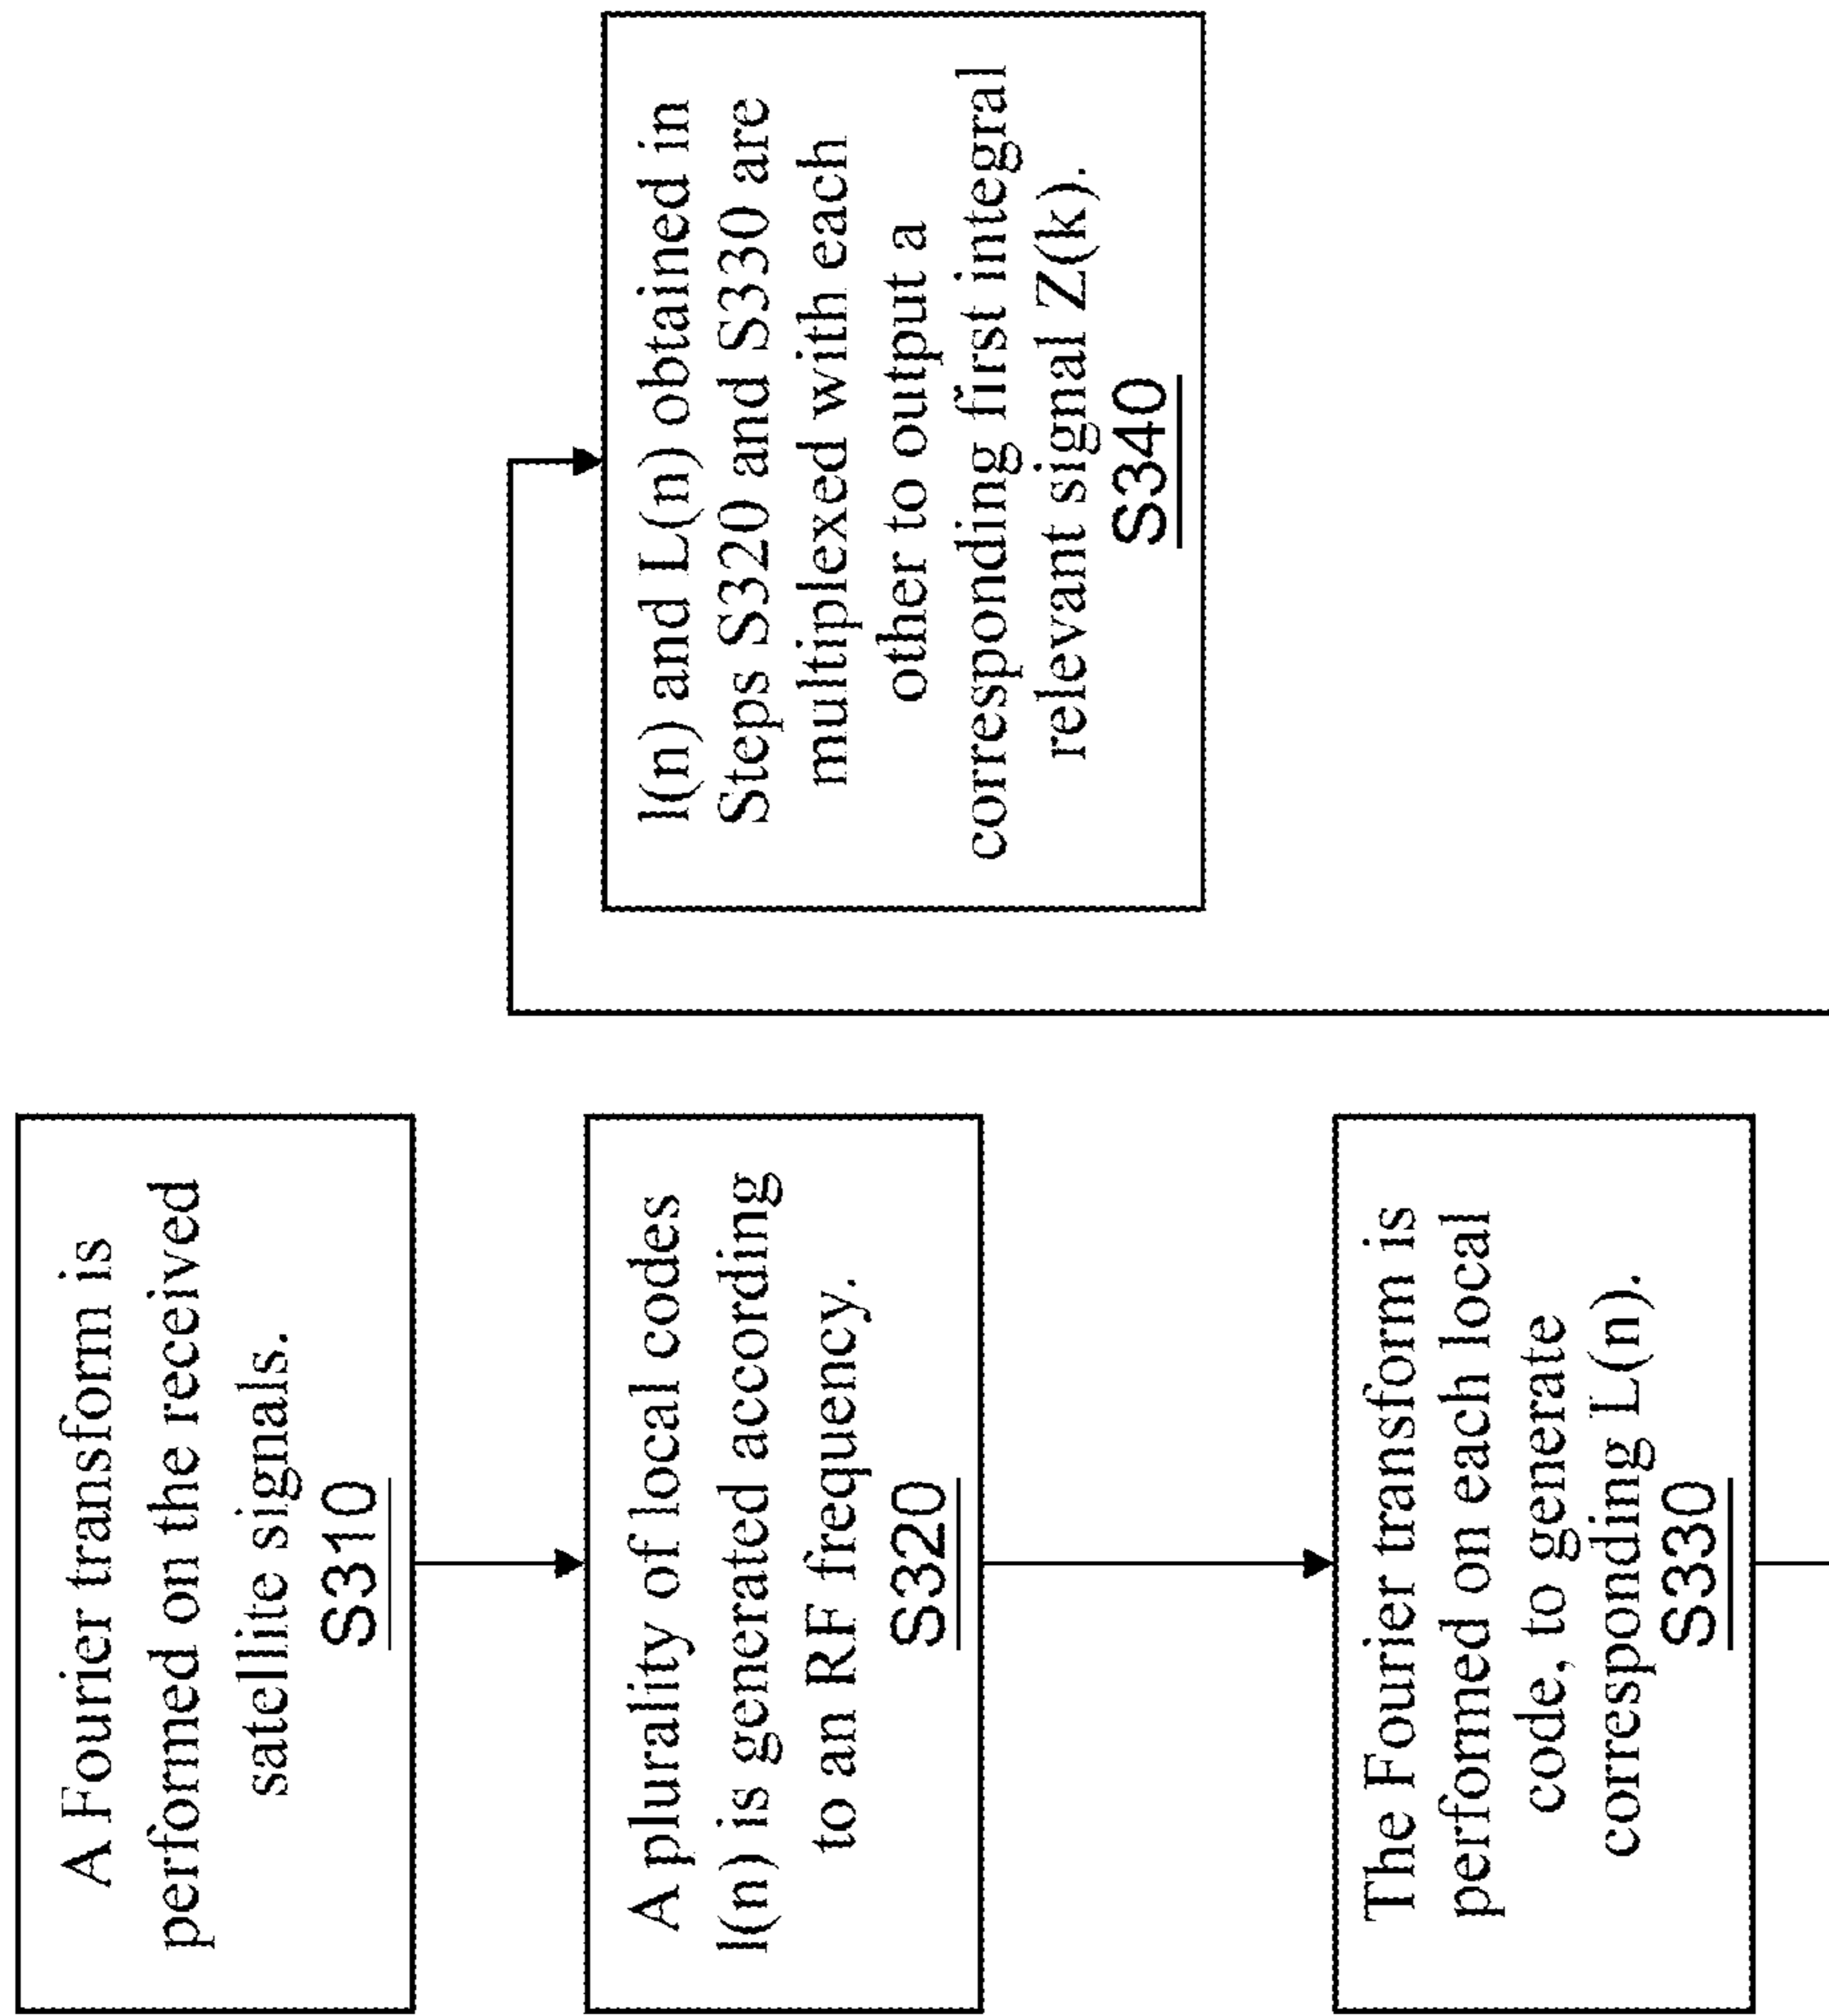 A Fourier transform is
performed on the received
satellite signals.
S310
A plurality of local codes
l(n) is generated according
to an RF frequency.
S320
The Fourier transform is
performed on each local
code, to generate
corresponding L(n).
S330
l(n) and L(n) obtained in
Steps S320 and S330 are
multiplexed with each
other to output a
corresponding first integral
relevant signal Z(k).
S340